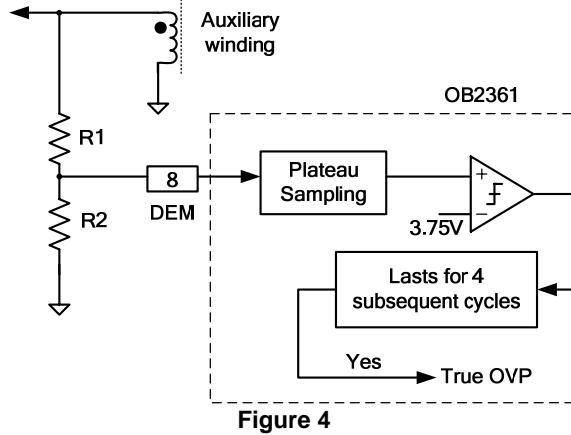 Auxiliary
winding
OB2361
R1
Plateau
Sampling
+
8
DEM
−
3.75V
R2
Lasts for 4
subsequent cycles
Yes
True OVP
Figure 4